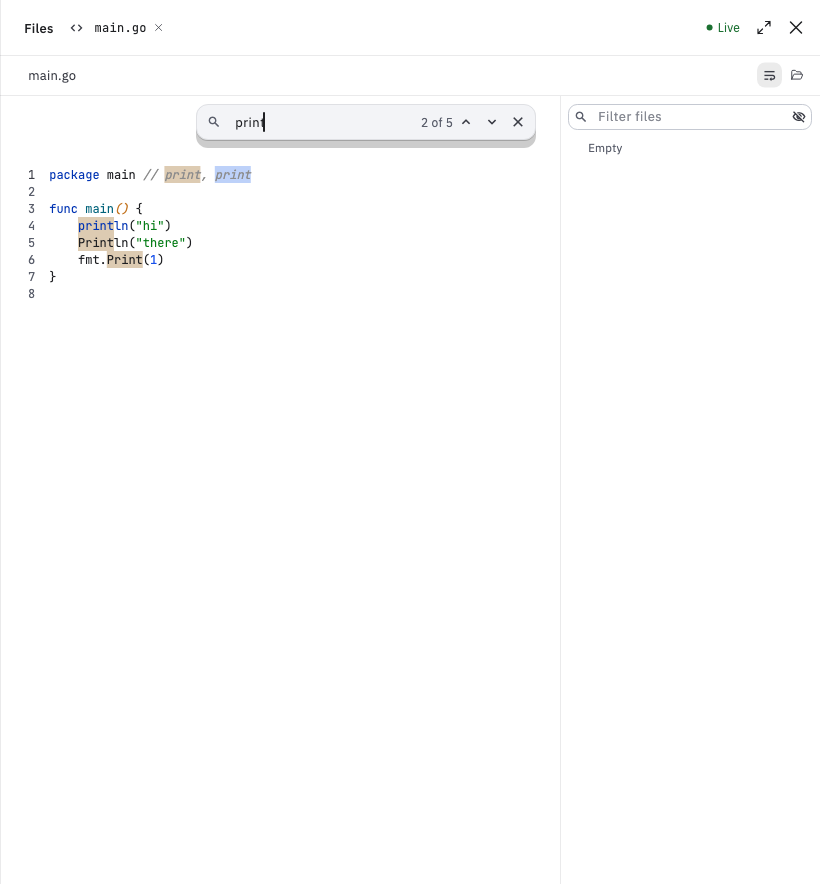 Files <> main.go × Live
main.go
print 2 of 5
Filter files
Empty
1 package main // print, print
2
3 func main() {
4     println("hi")
5     Println("there")
6     fmt.Print(1)
7 }
8